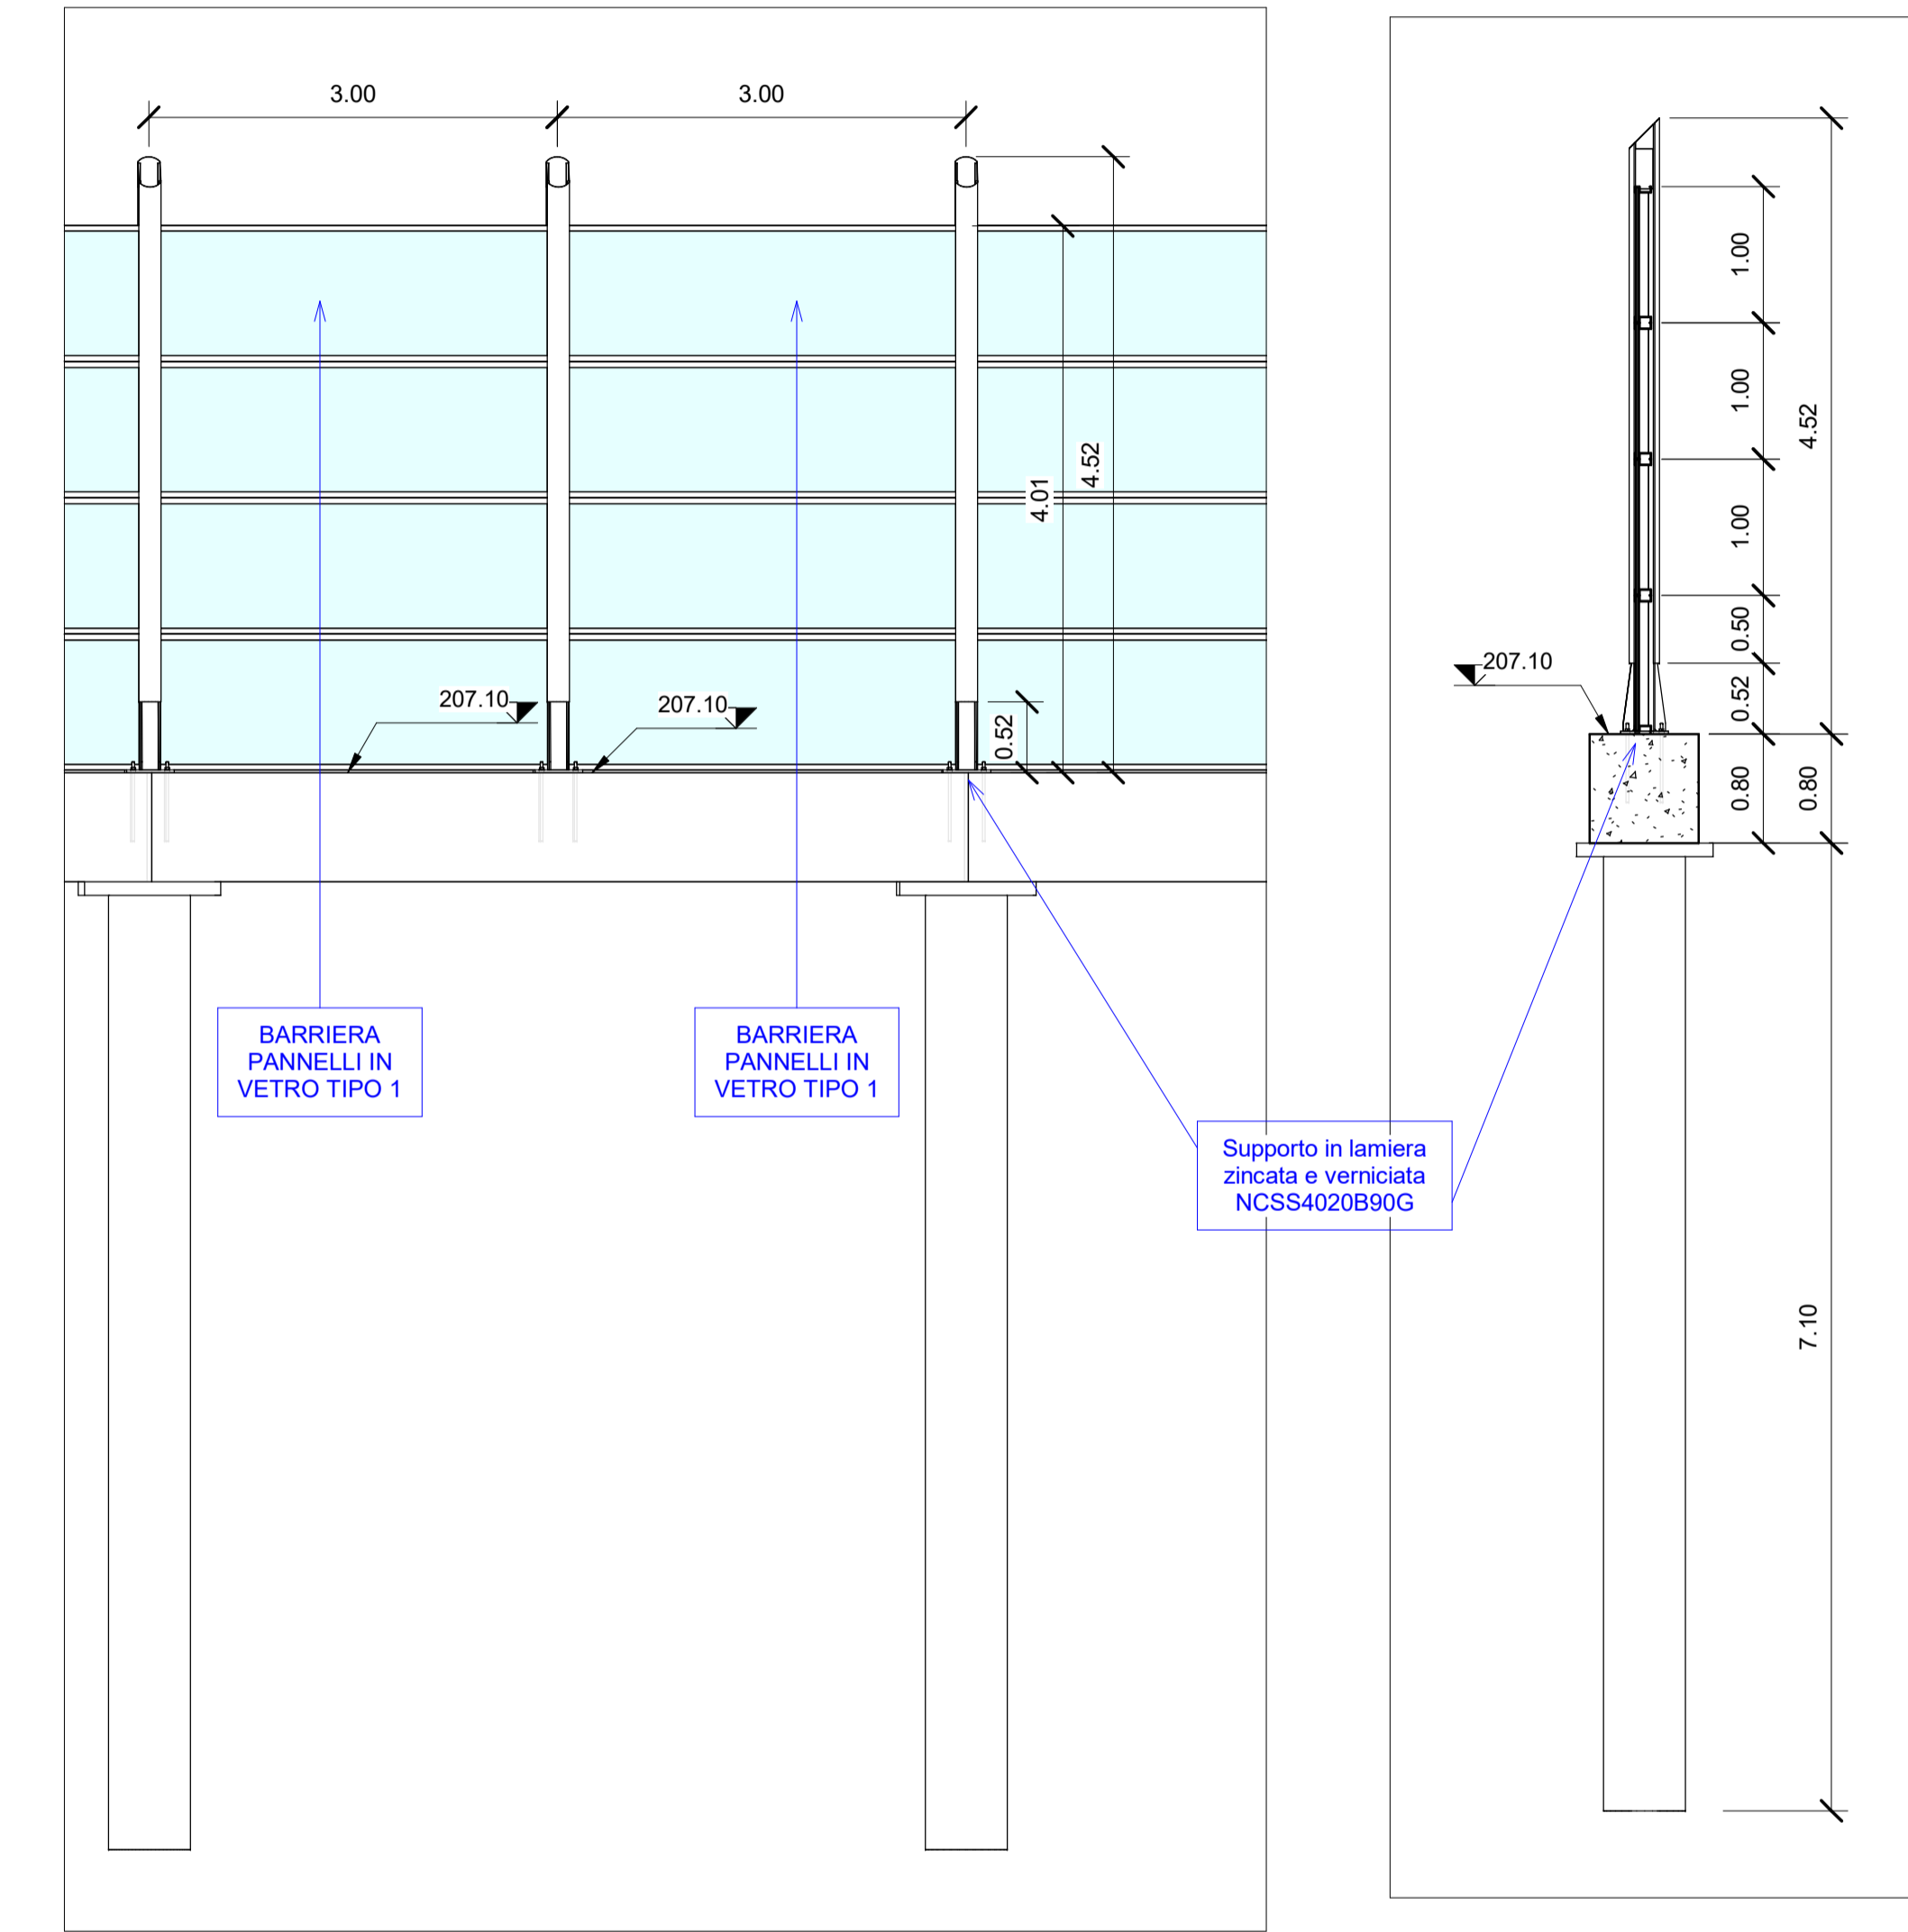 3.00
3.00
4.52
4.01
207.10
207.10
0.52
BARRIERA
PANNELLI IN
VETRO TIPO 1
BARRIERA
PANNELLI IN
VETRO TIPO 1
Supporto in lamiera
zincata e verniciata
NCSS4020B90G
1.00
1.00
4.52
1.00
0.50
207.10
0.52
0.80
0.80
7.10